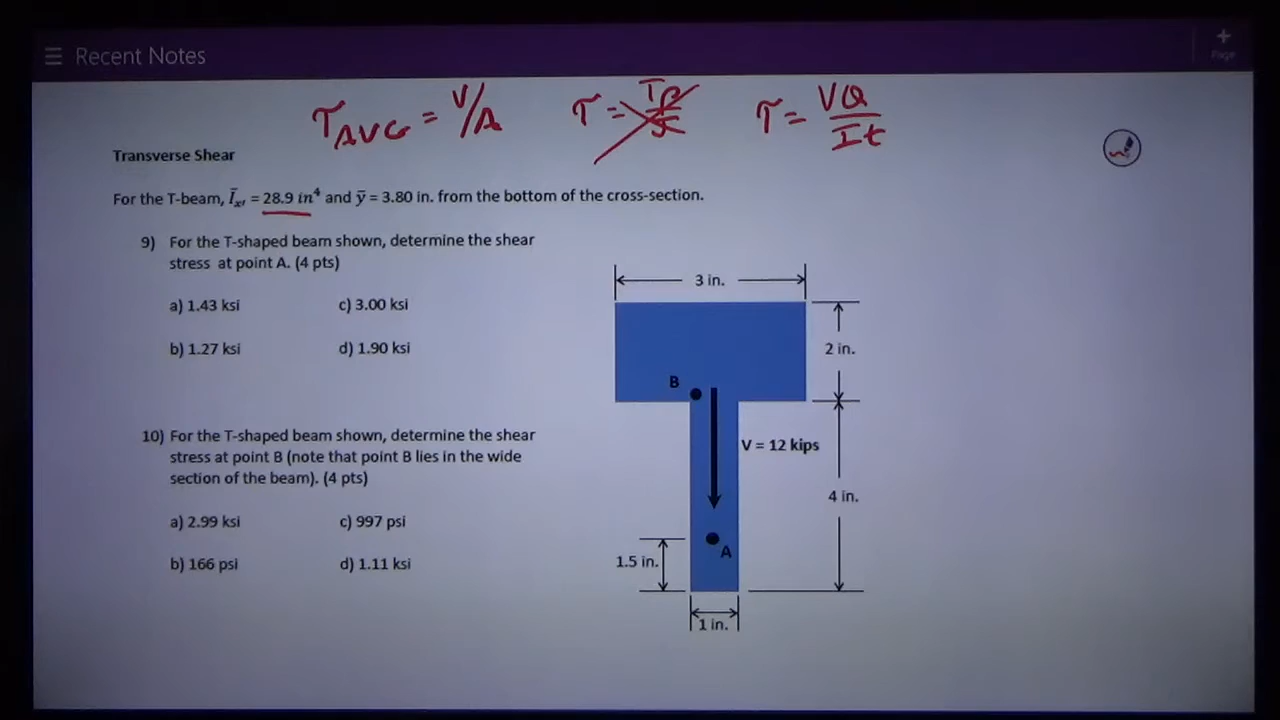 Recent Notes
+
Page
τ_AVG = V/A τ = Tρ/J τ = VQ/It
Transverse Shear
For the T-beam, Īₓ' = 28.9 in⁴ and ȳ = 3.80 in. from the bottom of the cross-section.
9) For the T-shaped beam shown, determine the shear
stress at point A. (4 pts)
a) 1.43 ksi c) 3.00 ksi
b) 1.27 ksi d) 1.90 ksi
10) For the T-shaped beam shown, determine the shear
stress at point B (note that point B lies in the wide
section of the beam). (4 pts)
a) 2.99 ksi c) 997 psi
b) 166 psi d) 1.11 ksi
3 in.
2 in.
B
V = 12 kips
4 in.
A
1.5 in.
1 in.